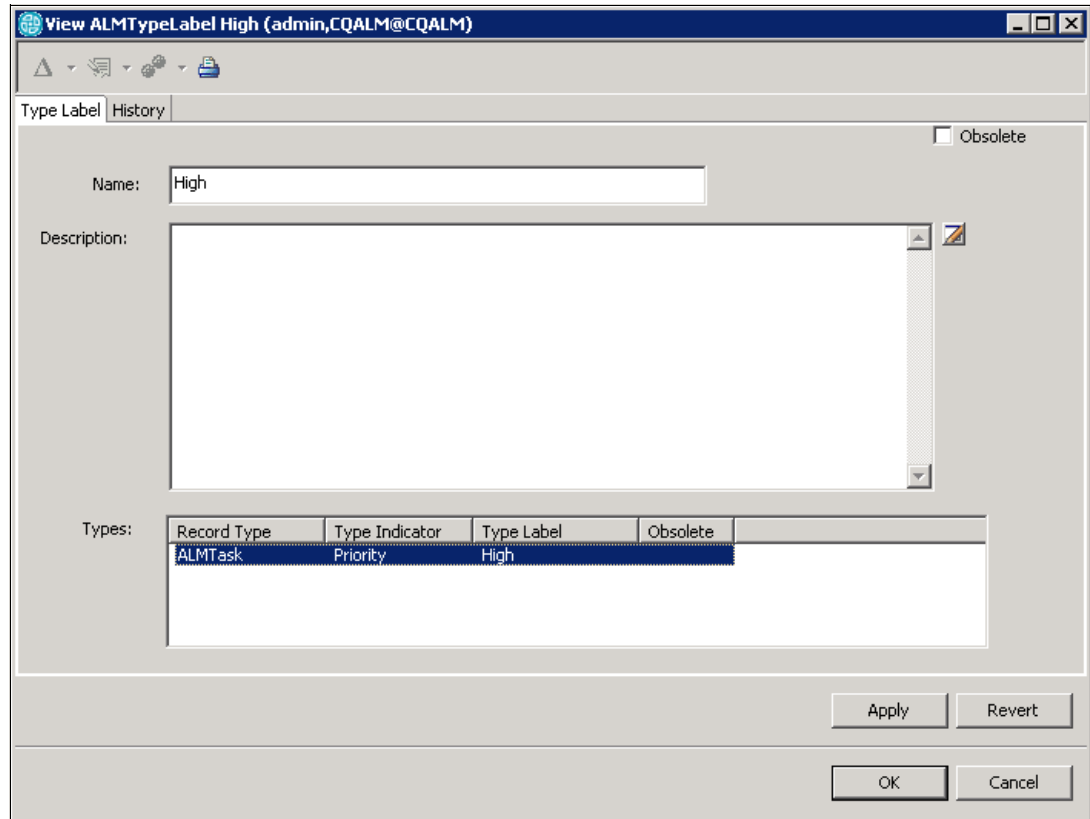 View ALMTypeLabel High (admin,CQALM@CQALM)
Type Label History
Obsolete
Name: High
Description:
Types: Record Type Type Indicator Type Label Obsolete
ALMTask Priority High
Apply Revert
OK Cancel